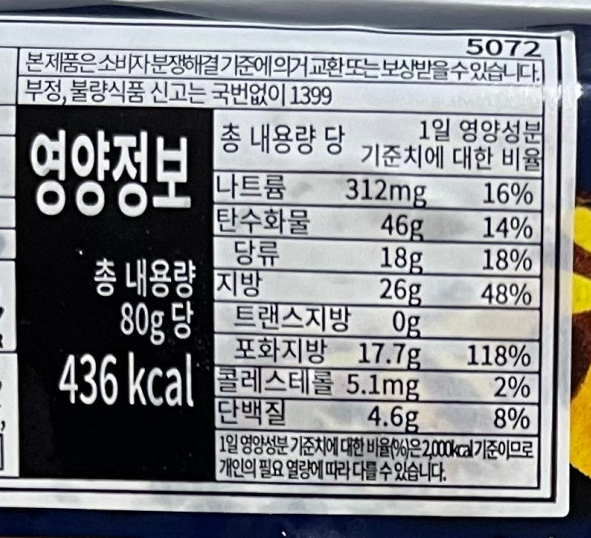 5072
본 제품은 소비자 분쟁해결 기준에 의거 교환 또는 보상받을 수 있습니다.
부정, 불량식품 신고는 국번없이 1399
영양정보
총 내용량
80g 당
436 kcal
총 내용량 당 1일 영양성분
기준치에 대한 비율
나트륨 312mg 16%
탄수화물 46g 14%
당류 18g 18%
지방 26g 48%
트랜스지방 0g
포화지방 17.7g 118%
콜레스테롤 5.1mg 2%
단백질 4.6g 8%
1일 영양성분 기준치에 대한 비율(%)은 2,000kcal 기준이므로
개인의 필요 열량에 따라 다를 수 있습니다.